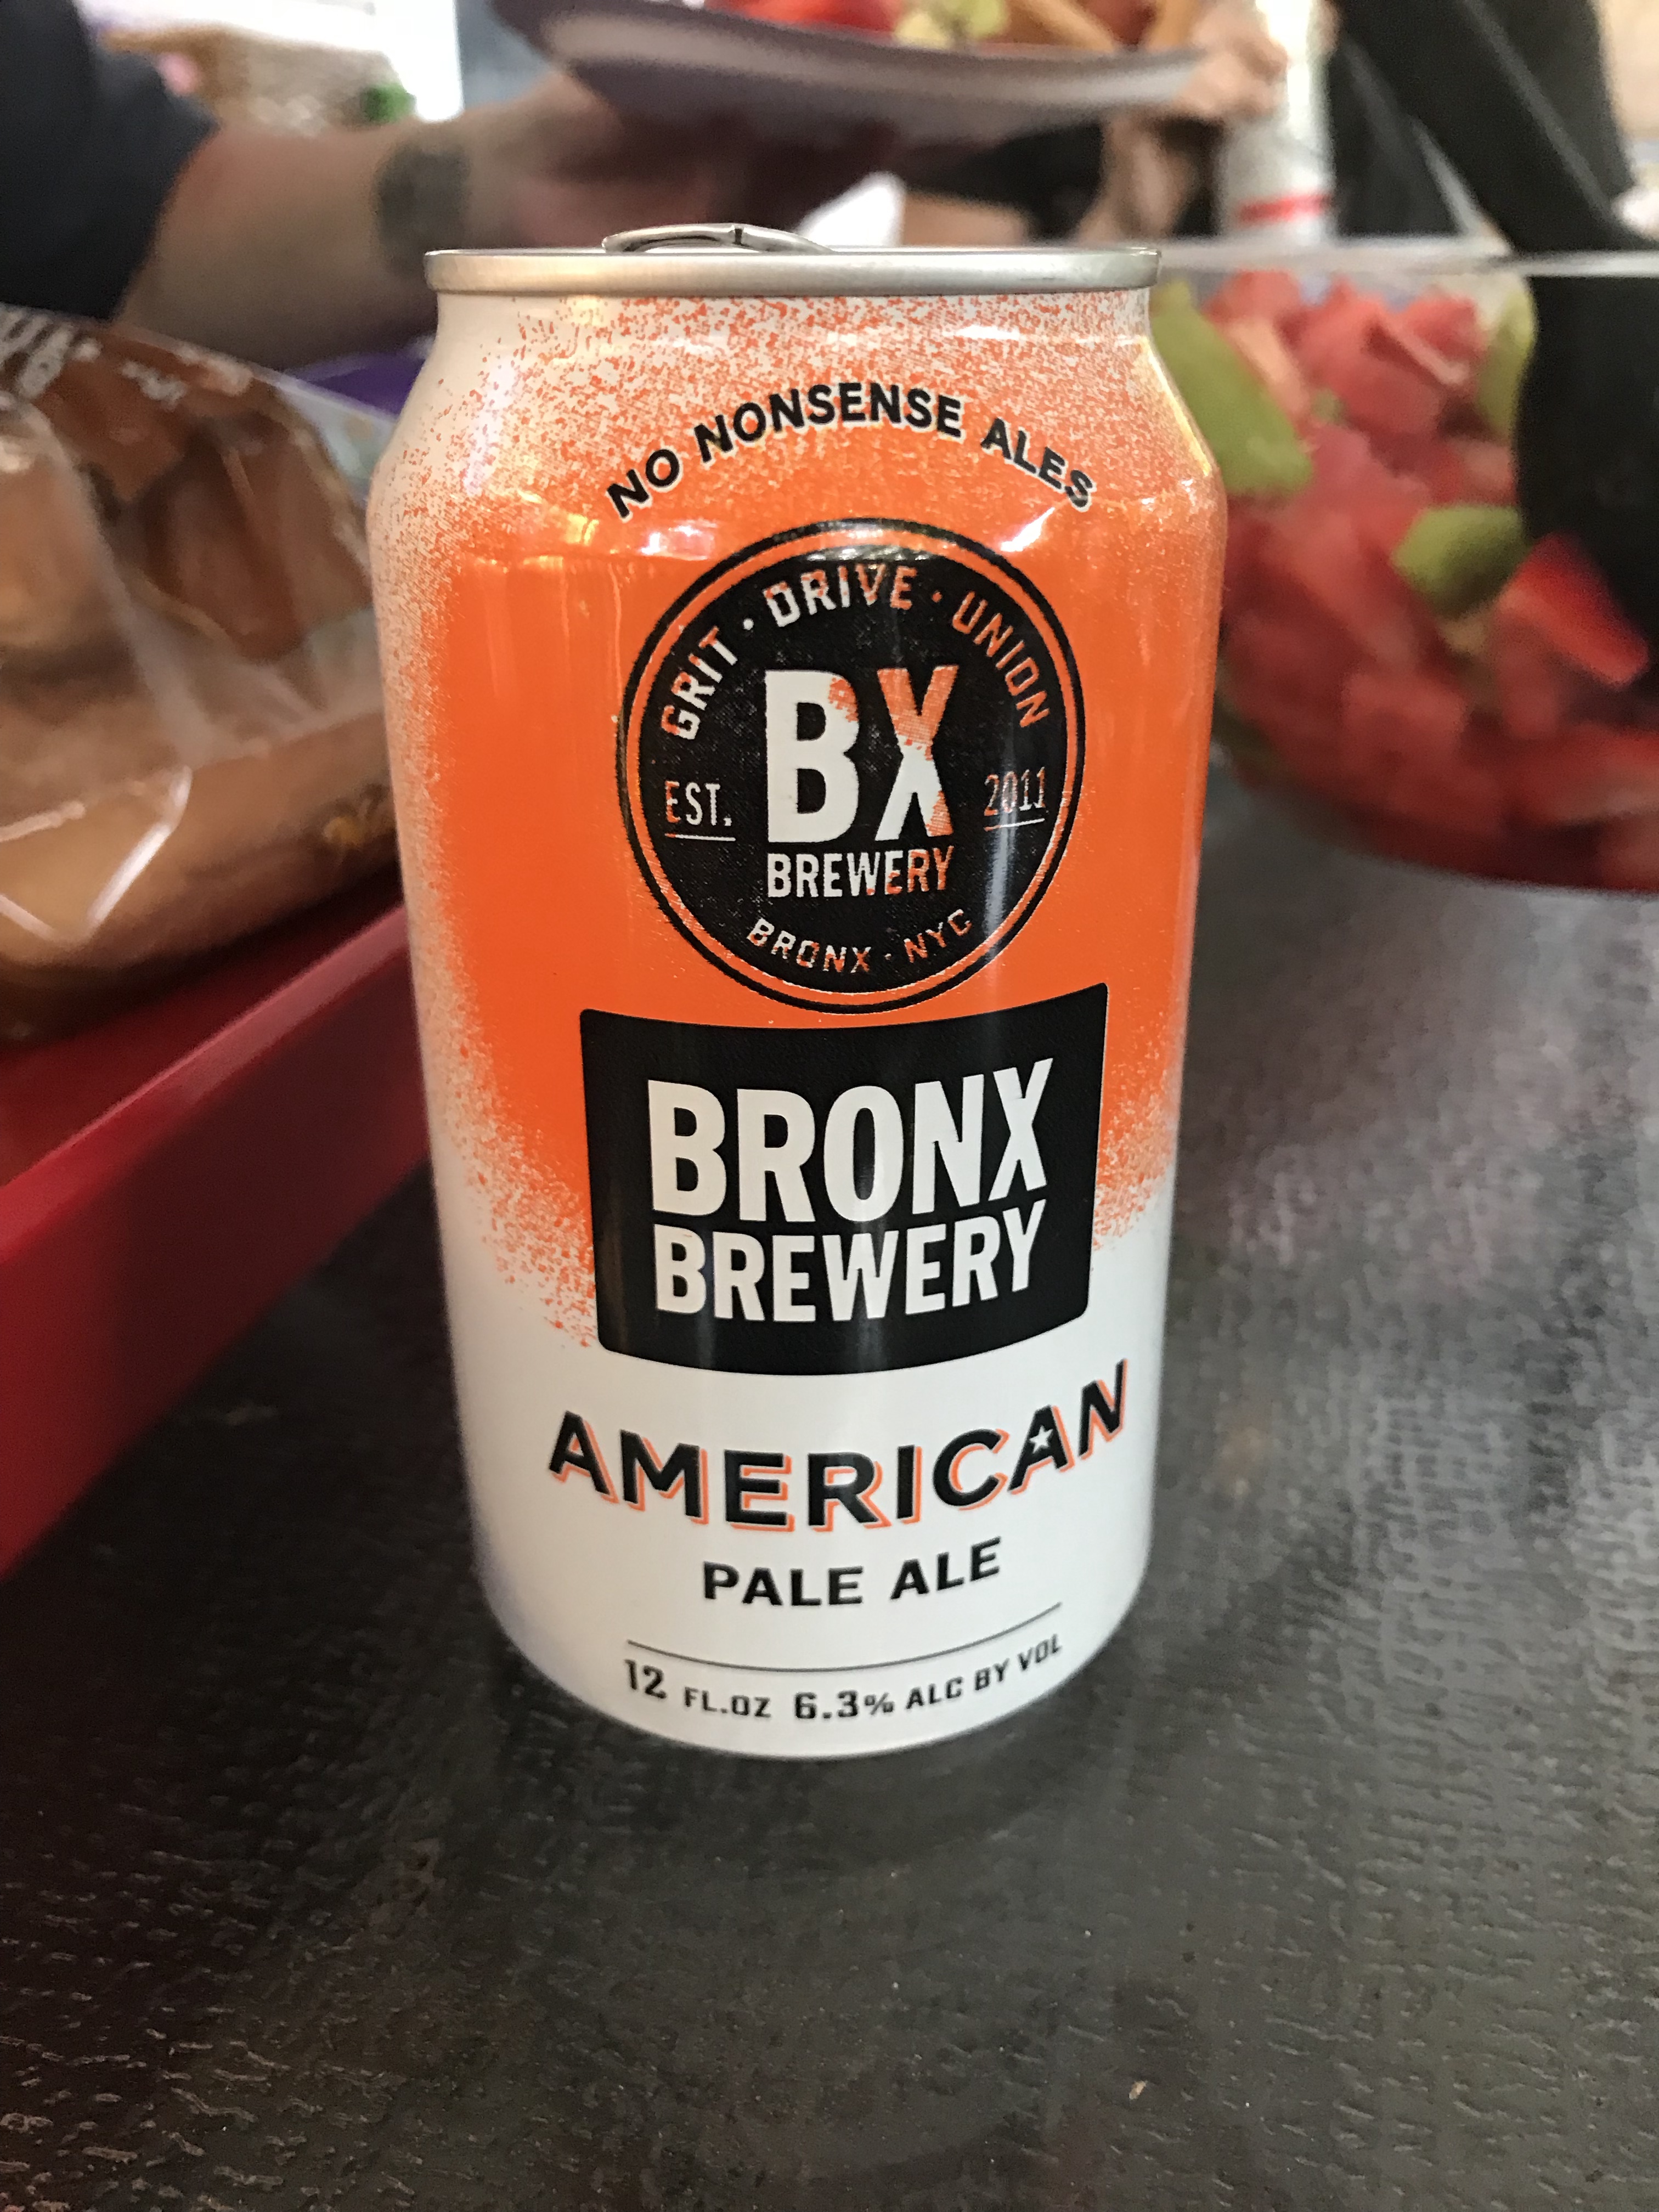 NO NONSENSE ALES
GRIT · DRIVE · UNION
EST. BX 2011
BREWERY
BRONX · NYC
BRONX
BREWERY
AMERICAN
PALE ALE
12 FL.OZ 6.3% ALC BY VOL